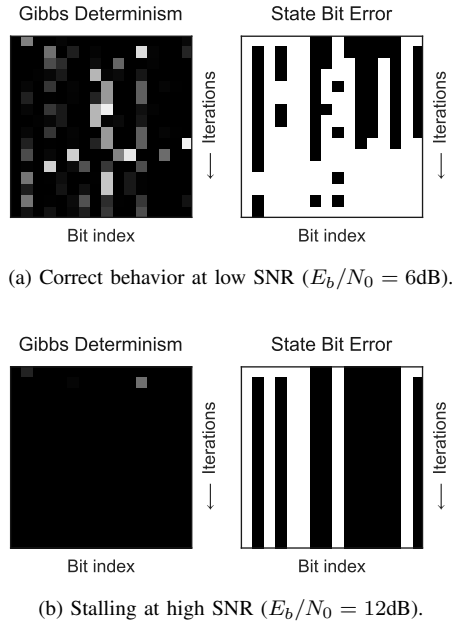 Gibbs Determinism
State Bit Error
← Iterations
← Iterations
Bit index
Bit index
(a) Correct behavior at low SNR (E_b/N_0 = 6dB).
Gibbs Determinism
State Bit Error
← Iterations
← Iterations
Bit index
Bit index
(b) Stalling at high SNR (E_b/N_0 = 12dB).